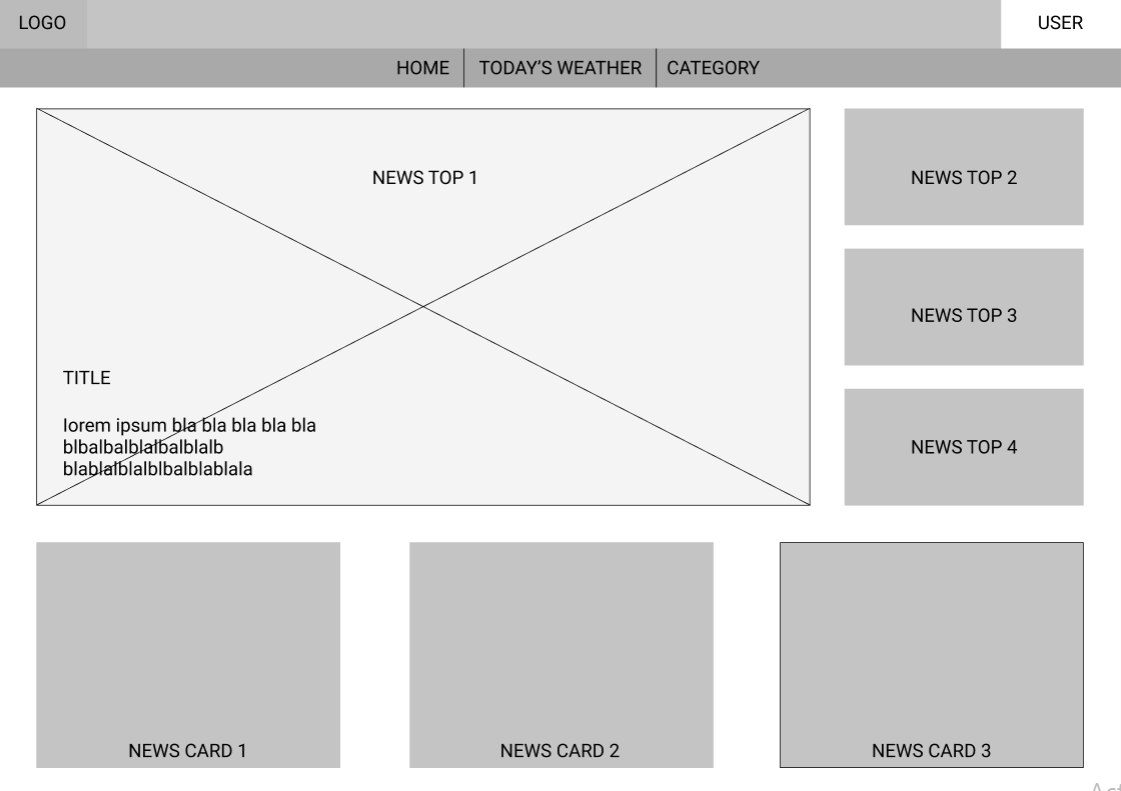 LOGO
USER
HOME
TODAY'S WEATHER
CATEGORY
NEWS TOP 1
NEWS TOP 2
NEWS TOP 3
NEWS TOP 4
TITLE
lorem ipsum bla bla bla bla bla
blbalbalblalbalblalb
blablalblalblbalblablala
NEWS CARD 1
NEWS CARD 2
NEWS CARD 3